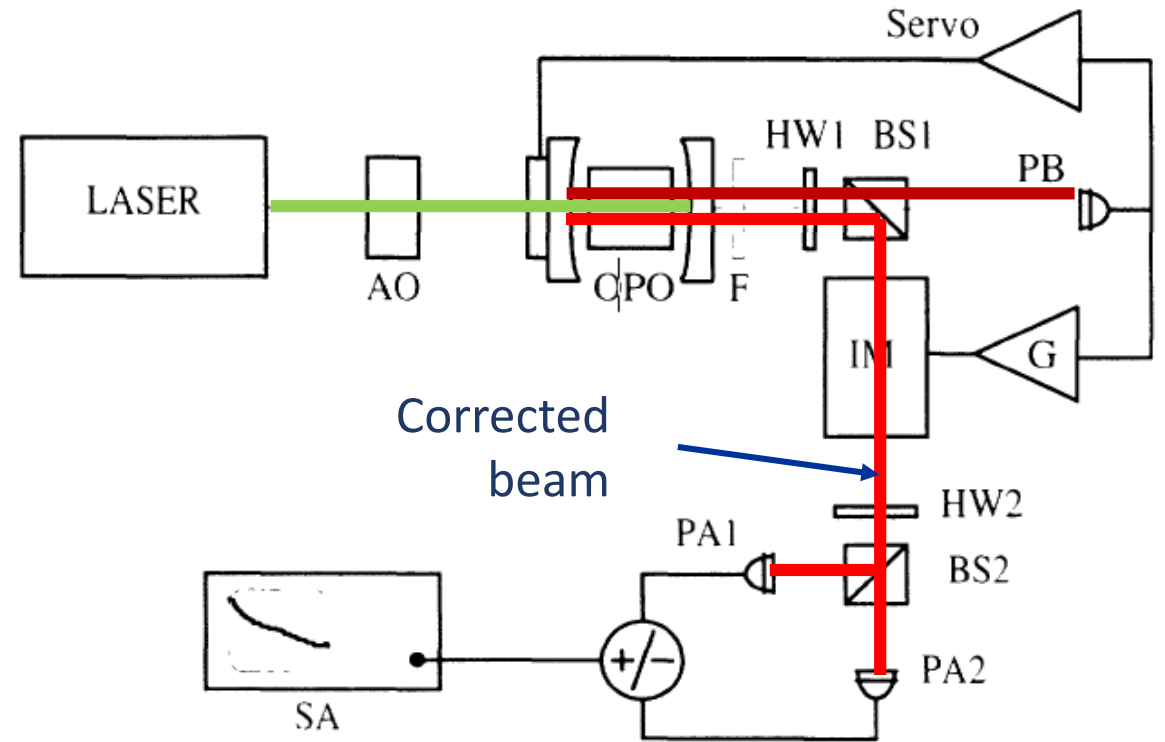 Servo
HW1 BS1
PB
LASER
AO
OPO
F
IM
G
Corrected
beam
HW2
PA1
BS2
+/−
PA2
SA